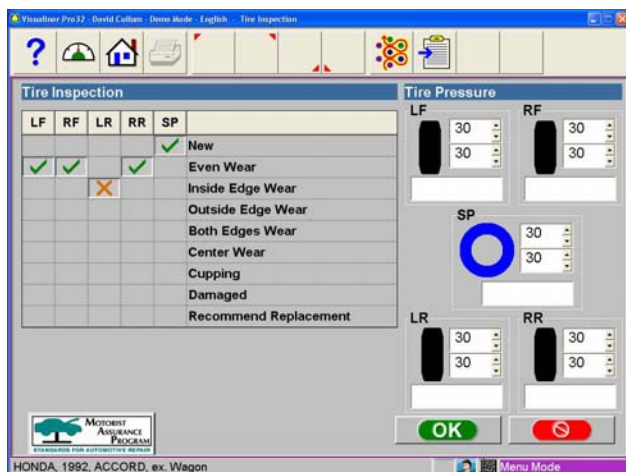 Visualiner Pro32 - David Cullum - Demo Mode - English - Tire Inspection
?
Tire Inspection
LF RF LR RR SP
New
Even Wear
Inside Edge Wear
Outside Edge Wear
Both Edges Wear
Center Wear
Cupping
Damaged
Recommend Replacement
Tire Pressure
LF
30
30
RF
30
30
SP
30
30
LR
30
30
RR
30
30
MOTORIST
ASSURANCE
PROGRAM
STANDARDS FOR AUTOMOTIVE REPAIR
OK
HONDA, 1992, ACCORD, ex. Wagon
Menu Mode